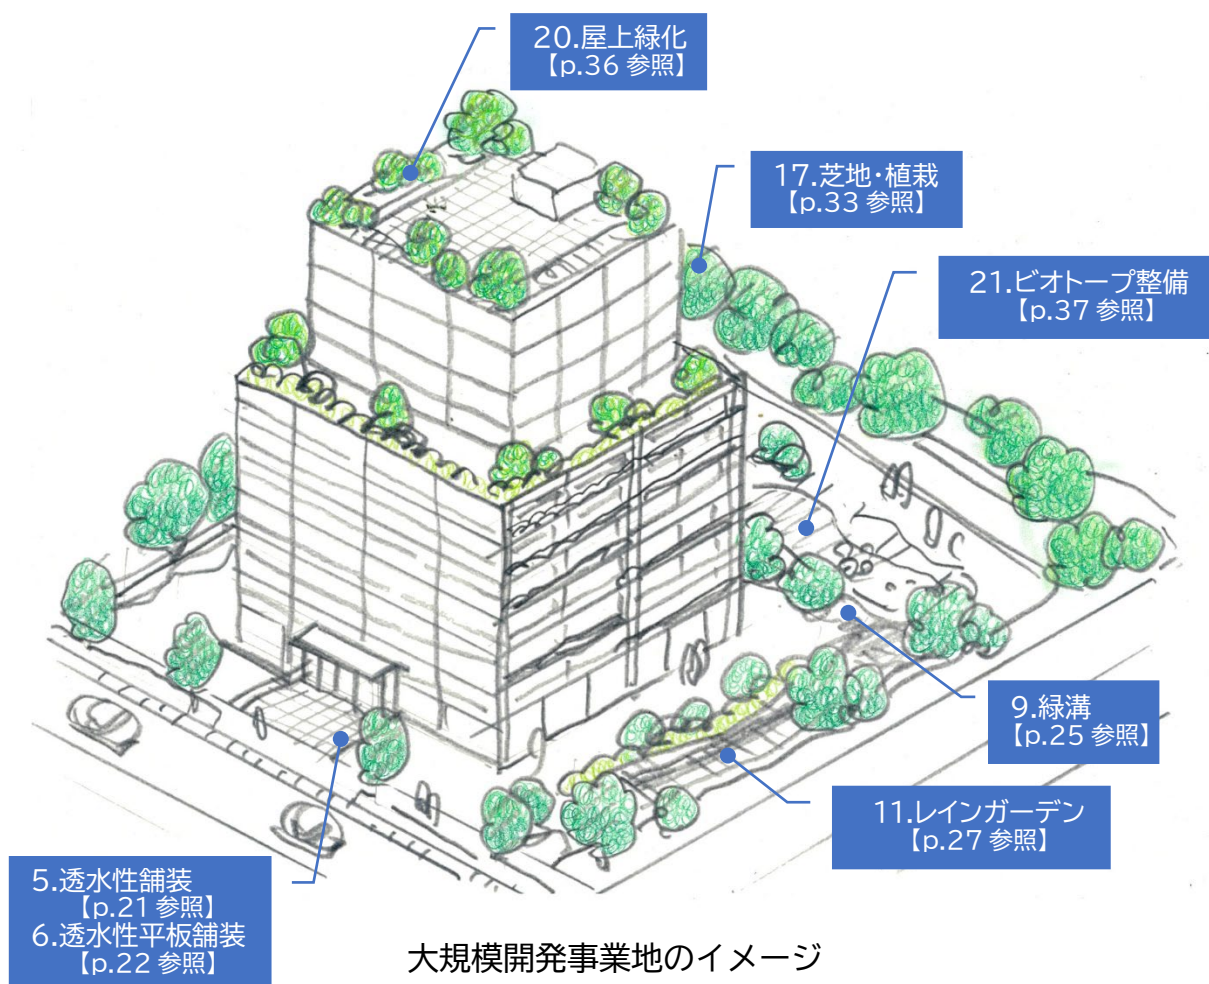 20.屋上緑化
【p.36 参照】
17.芝地・植栽
【p.33 参照】
21.ビオトープ整備
【p.37 参照】
9.緑溝
【p.25 参照】
11.レインガーデン
【p.27 参照】
5.透水性舗装
【p.21 参照】
6.透水性平板舗装
【p.22 参照】
大規模開発事業地のイメージ